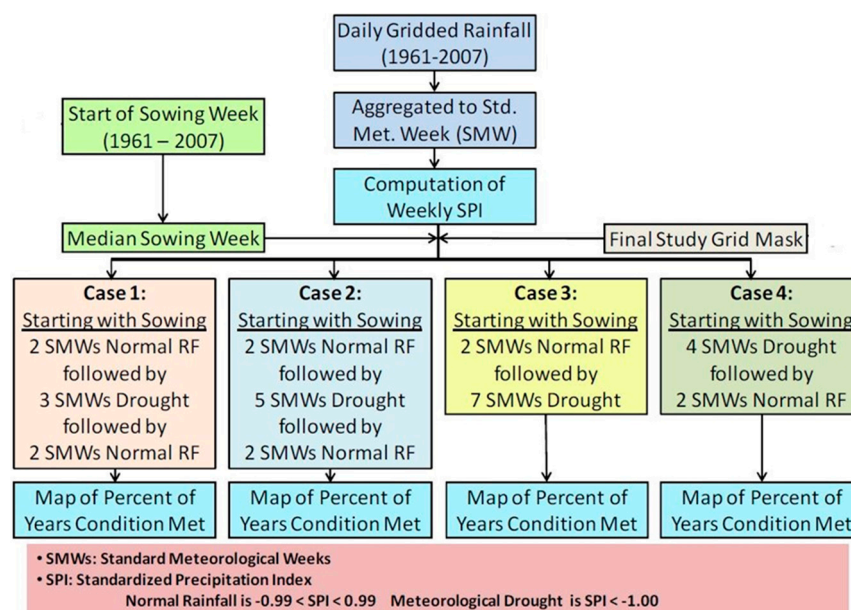 Daily Gridded Rainfall
(1961-2007)
Start of Sowing Week
(1961 – 2007)
Aggregated to Std.
Met. Week (SMW)
Computation of
Weekly SPI
Median Sowing Week
Final Study Grid Mask
Case 1:
Starting with Sowing
2 SMWs Normal RF
followed by
3 SMWs Drought
followed by
2 SMWs Normal RF
Case 2:
Starting with Sowing
2 SMWs Normal RF
followed by
5 SMWs Drought
followed by
2 SMWs Normal RF
Case 3:
Starting with Sowing
2 SMWs Normal RF
followed by
7 SMWs Drought
Case 4:
Starting with Sowing
4 SMWs Drought
followed by
2 SMWs Normal RF
Map of Percent of
Years Condition Met
Map of Percent of
Years Condition Met
Map of Percent of
Years Condition Met
Map of Percent of
Years Condition Met
• SMWs: Standard Meteorological Weeks
• SPI: Standardized Precipitation Index
Normal Rainfall is -0.99 < SPI < 0.99 Meteorological Drought is SPI < -1.00